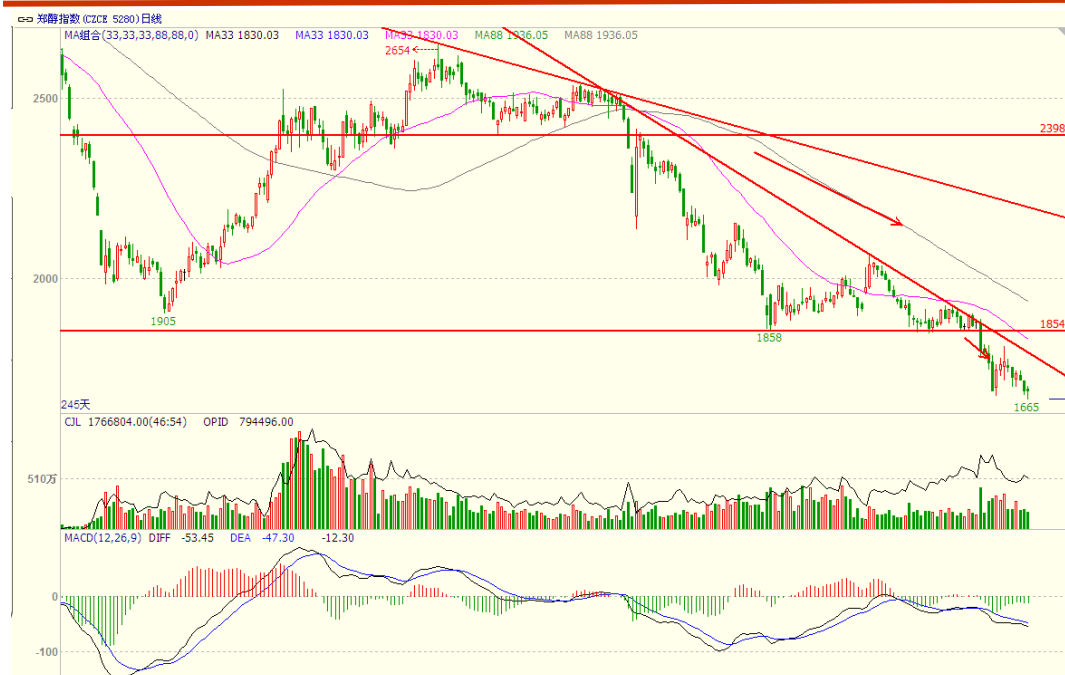 郑醇指数(CZCE 5280)日线
MA组合(33,33,33,88,88,0) MA33 1830.03 MA33 1830.03 MA33 1830.03 MA88 1936.05 MA88 1936.05
2654
2500
2398
2000
1905
1854
1858
245天
1665
CJL 1766804.00(46:54) OPID 794496.00
510万
MACD(12,26,9) DIFF -53.45 DEA -47.30 -12.30
0
-100